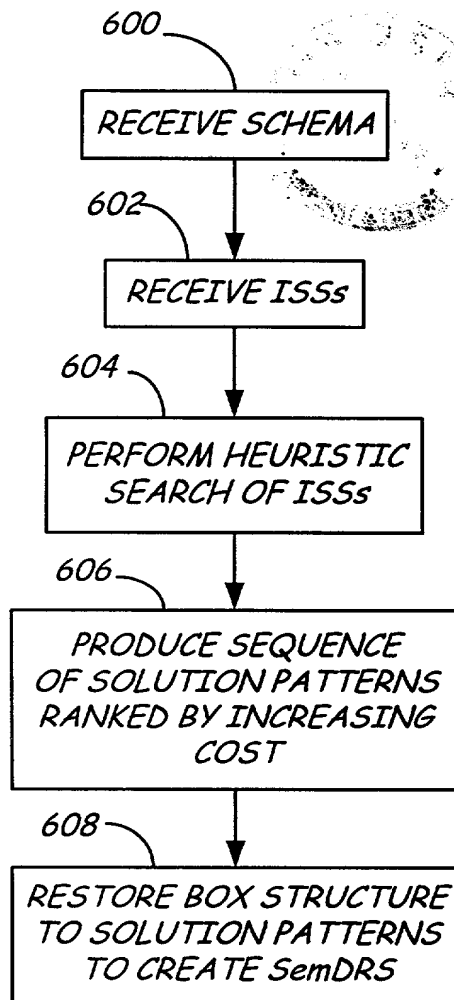 600
RECEIVE SCHEMA
602
RECEIVE ISSs
604
PERFORM HEURISTIC
SEARCH OF ISSs
606
PRODUCE SEQUENCE
OF SOLUTION PATTERNS
RANKED BY INCREASING
COST
608
RESTORE BOX STRUCTURE
TO SOLUTION PATTERNS
TO CREATE SemDRS